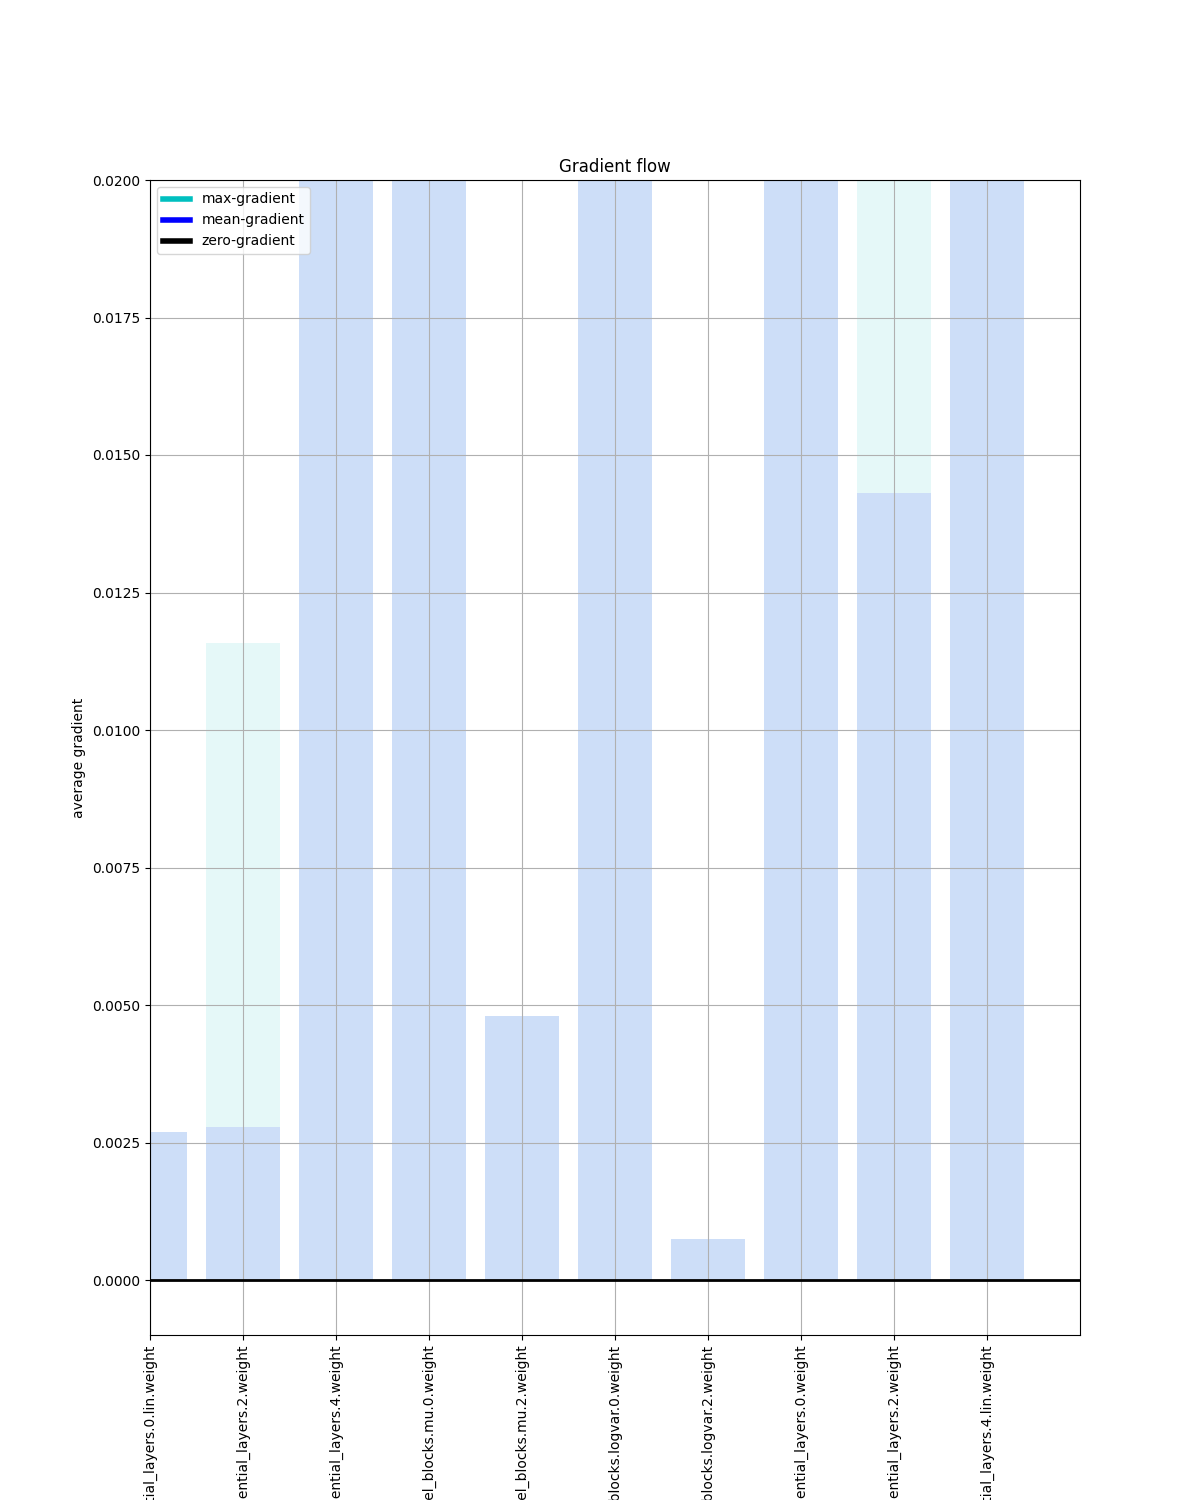 Gradient flow
max-gradient
mean-gradient
zero-gradient
average gradient
0.0200
0.0175
0.0150
0.0125
0.0100
0.0075
0.0050
0.0025
0.0000
tial_layers.0.lin.weight
ential_layers.2.weight
ential_layers.4.weight
el_blocks.mu.0.weight
el_blocks.mu.2.weight
blocks.logvar.0.weight
blocks.logvar.2.weight
ential_layers.0.weight
ential_layers.2.weight
tial_layers.4.lin.weight